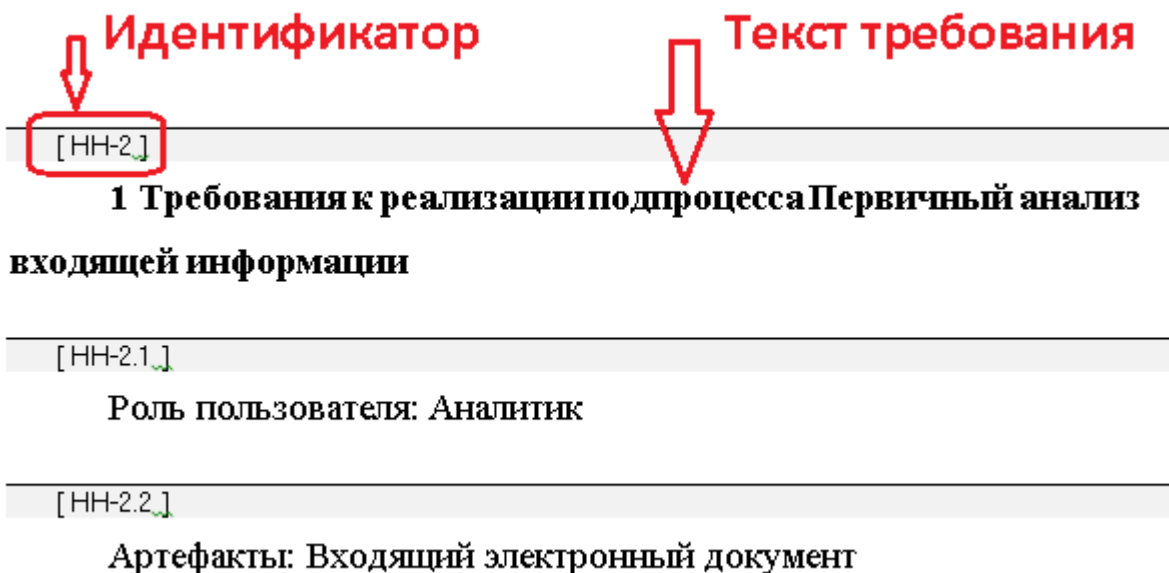 Идентификатор
Текст требования
[ НН-2 ]
1 Требования к реализации подпроцесса Первичный анализ
входящей информации
[ НН-2.1 ]
Роль пользователя: Аналитик
[ НН-2.2 ]
Артефакты: Входящий электронный документ